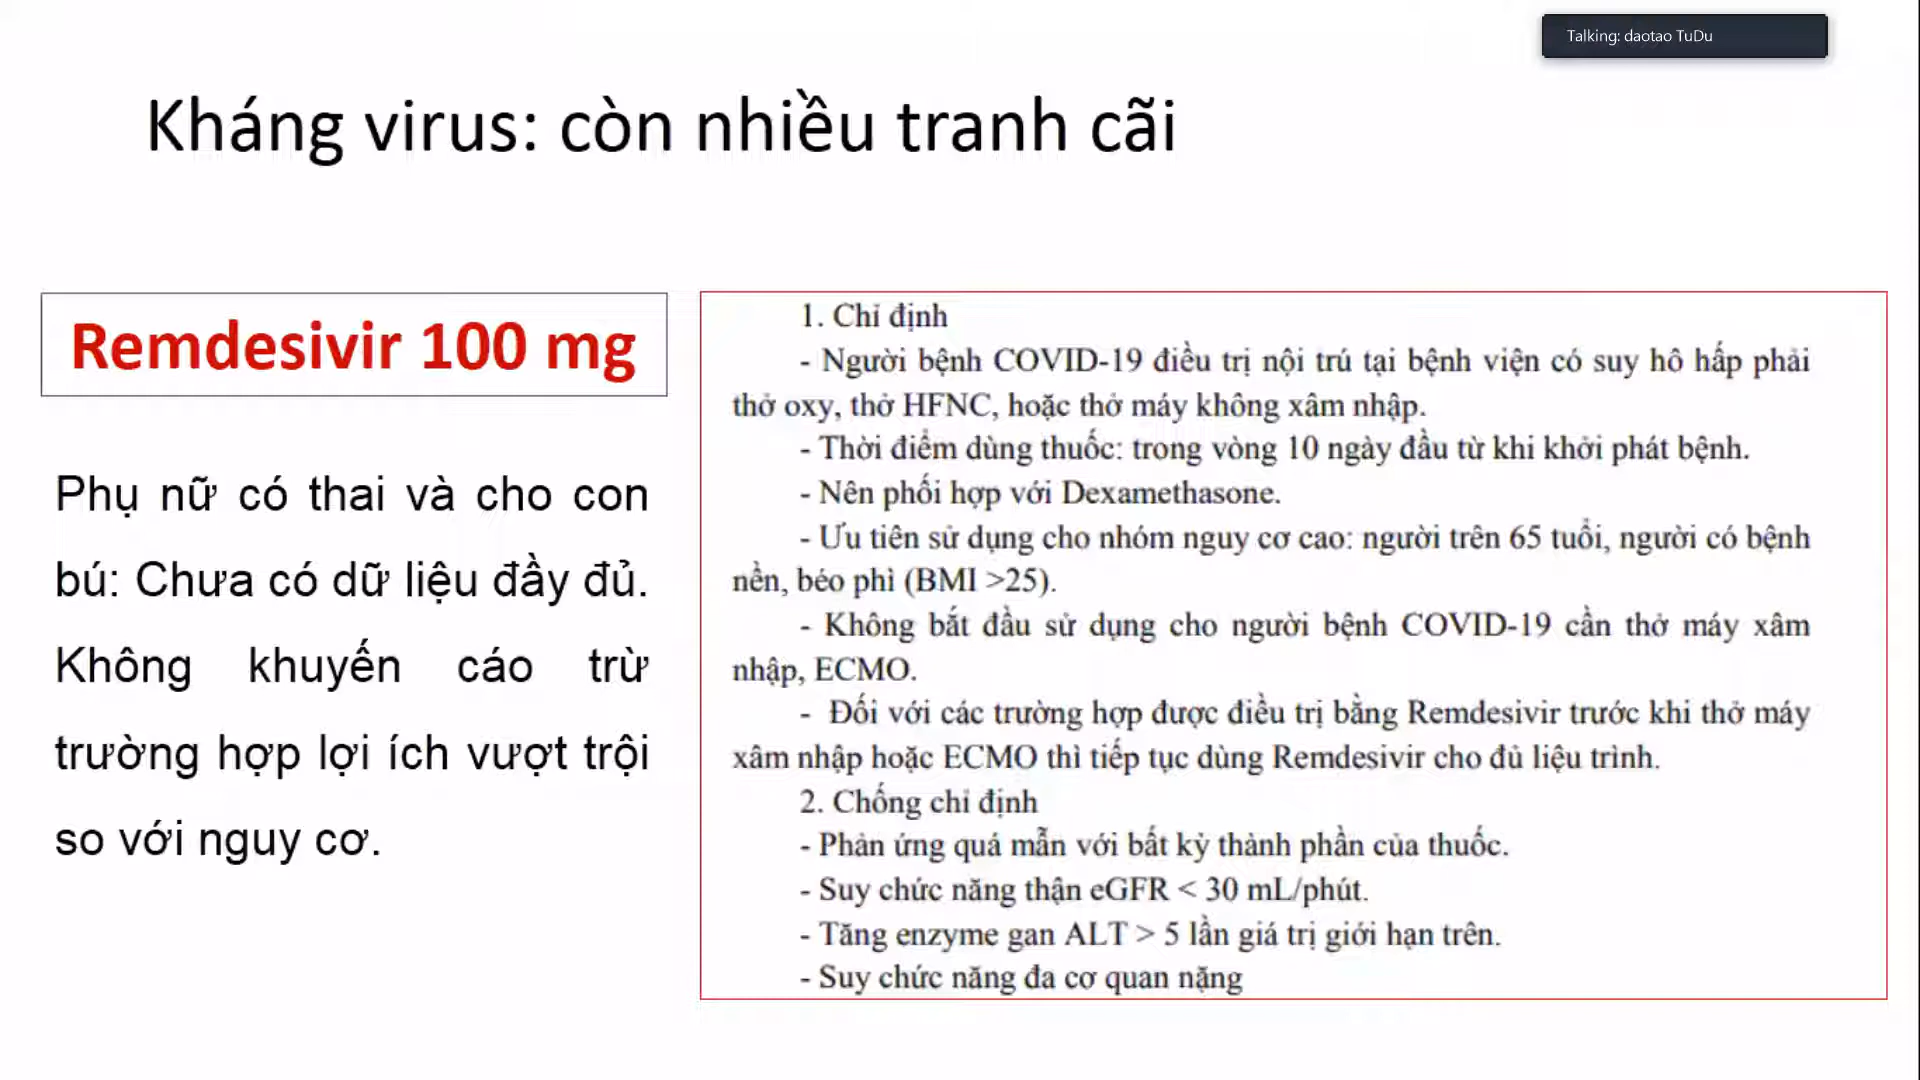 Talking: daotao TuDu
Kháng virus: còn nhiều tranh cãi
Remdesivir 100 mg
Phụ nữ có thai và cho con
bú: Chưa có dữ liệu đầy đủ.
Không khuyến cáo trừ
trường hợp lợi ích vượt trội
so với nguy cơ.
1. Chỉ định
- Người bệnh COVID-19 điều trị nội trú tại bệnh viện có suy hô hấp phải
thở oxy, thở HFNC, hoặc thở máy không xâm nhập.
- Thời điểm dùng thuốc: trong vòng 10 ngày đầu từ khi khởi phát bệnh.
- Nên phối hợp với Dexamethasone.
- Ưu tiên sử dụng cho nhóm nguy cơ cao: người trên 65 tuổi, người có bệnh
nền, béo phì (BMI >25).
- Không bắt đầu sử dụng cho người bệnh COVID-19 cần thở máy xâm
nhập, ECMO.
- Đối với các trường hợp được điều trị bằng Remdesivir trước khi thở máy
xâm nhập hoặc ECMO thì tiếp tục dùng Remdesivir cho đủ liệu trình.
2. Chống chỉ định
- Phản ứng quá mẫn với bất kỳ thành phần của thuốc.
- Suy chức năng thận eGFR < 30 mL/phút.
- Tăng enzyme gan ALT > 5 lần giá trị giới hạn trên.
- Suy chức năng đa cơ quan nặng